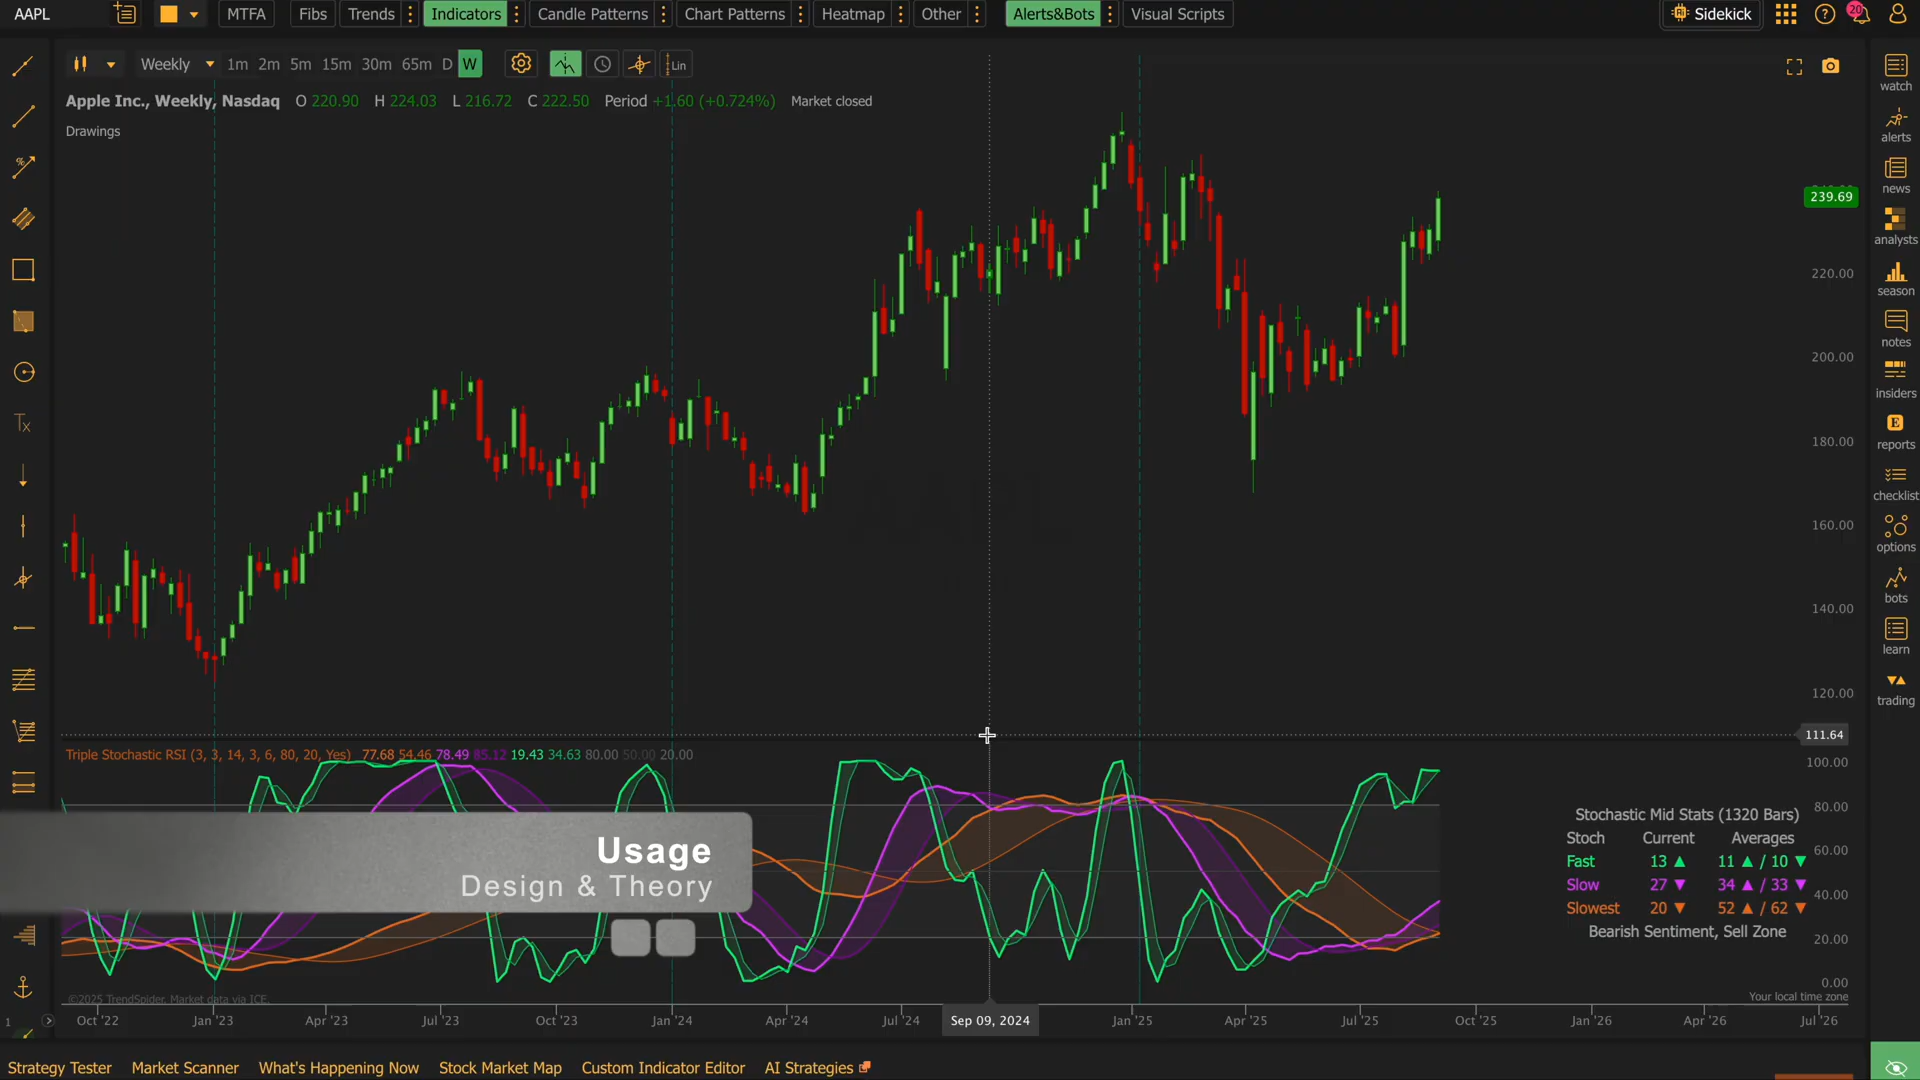 AAPL
MTFA Fibs Trends Indicators Candle Patterns Chart Patterns Heatmap Other Alerts&Bots Visual Scripts
Sidekick
20
Weekly 1m 2m 5m 15m 30m 65m D W Lin
Apple Inc., Weekly, Nasdaq O 220.90 H 224.03 L 216.72 C 222.50 Period +1.60 (+0.724%) Market closed
Drawings
239.69
220.00
200.00
180.00
160.00
140.00
120.00
111.64
watch
alerts
news
analysts
season
notes
insiders
reports
checklist
options
bots
learn
trading
Triple Stochastic RSI (3, 3, 14, 3, 6, 80, 20, Yes) 77.68 54.46 78.49 85.12 19.43 34.63 80.00 50.00 20.00
100.00
80.00
60.00
40.00
20.00
0.00
Usage
Design & Theory
Stochastic Mid Stats (1320 Bars)
Stoch Current Averages
Fast 13 ▲ 11 ▲ / 10 ▼
Slow 27 ▼ 34 ▲ / 33 ▼
Slowest 20 ▼ 52 ▲ / 62 ▼
Bearish Sentiment, Sell Zone
©2025 TrendSpider. Market data via ICE.
Your local time zone
1
Oct '22 Jan '23 Apr '23 Jul '23 Oct '23 Jan '24 Apr '24 Jul '24 Sep 09, 2024 Jan '25 Apr '25 Jul '25 Oct '25 Jan '26 Apr '26 Jul '26
Strategy Tester Market Scanner What's Happening Now Stock Market Map Custom Indicator Editor AI Strategies